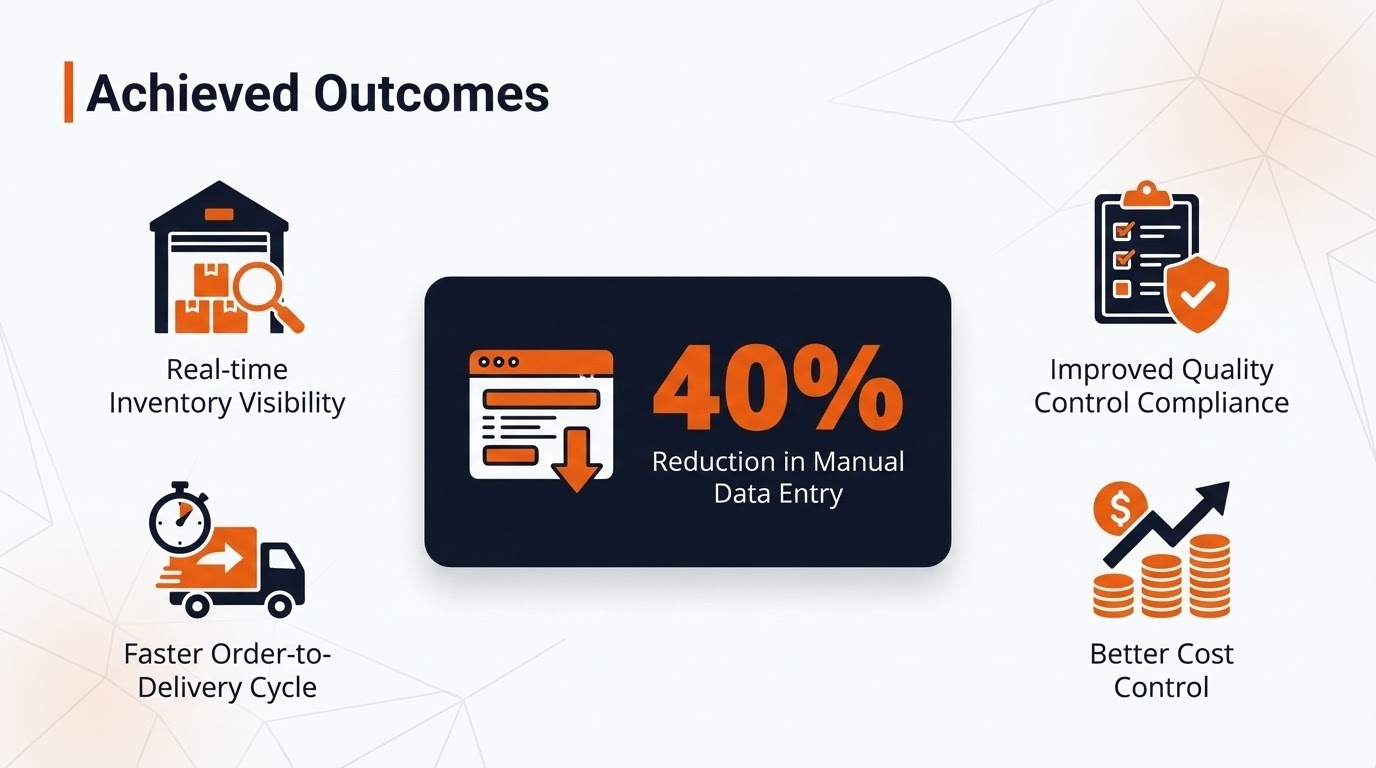 Achieved Outcomes
Real-time
Inventory Visibility
Faster Order-to-
Delivery Cycle
40%
Reduction in Manual
Data Entry
Improved Quality
Control Compliance
$
Better Cost
Control